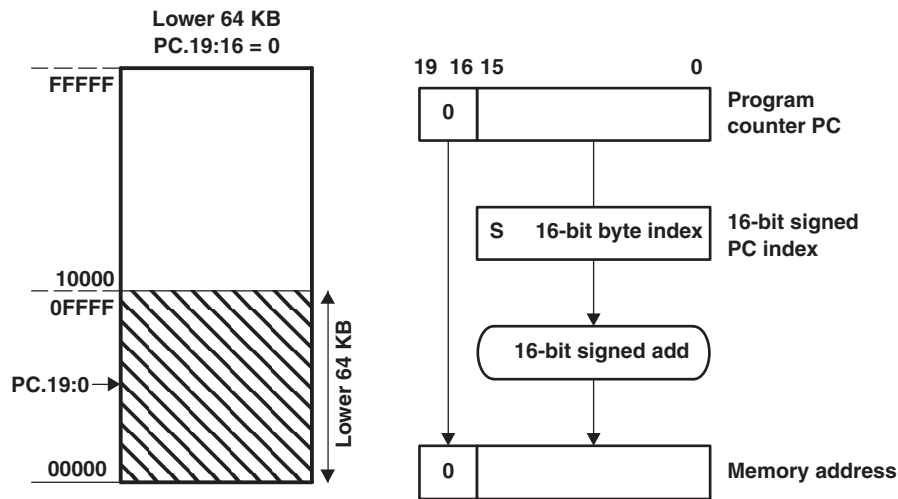 Lower 64 KB
PC.19:16 = 0
FFFFF
10000
0FFFF
PC.19:0
00000
Lower 64 KB
19 16 15 0
0
Program
counter PC
S 16-bit byte index
16-bit signed
PC index
16-bit signed add
0
Memory address